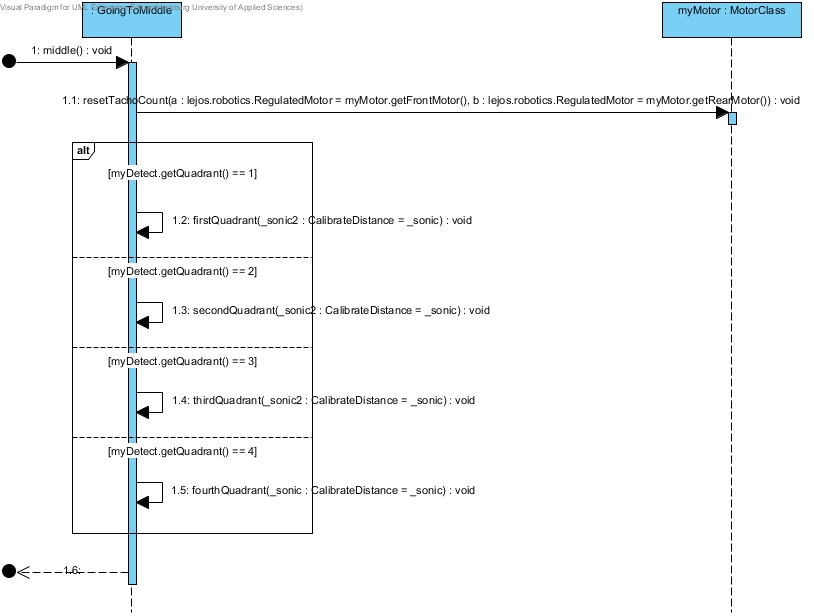 Visual Paradigm for UML
berg University of Applied Sciences)
: GoingToMiddle
myMotor : MotorClass
1: middle() : void
1.1: resetTachoCount(a : lejos.robotics.RegulatedMotor = myMotor.getFrontMotor(), b : lejos.robotics.RegulatedMotor = myMotor.getRearMotor()) : void
alt
[myDetect.getQuadrant() == 1]
1.2: firstQuadrant(_sonic2 : CalibrateDistance = _sonic) : void
[myDetect.getQuadrant() == 2]
1.3: secondQuadrant(_sonic2 : CalibrateDistance = _sonic) : void
[myDetect.getQuadrant() == 3]
1.4: thirdQuadrant(_sonic2 : CalibrateDistance = _sonic) : void
[myDetect.getQuadrant() == 4]
1.5: fourthQuadrant(_sonic : CalibrateDistance = _sonic) : void
1.6: